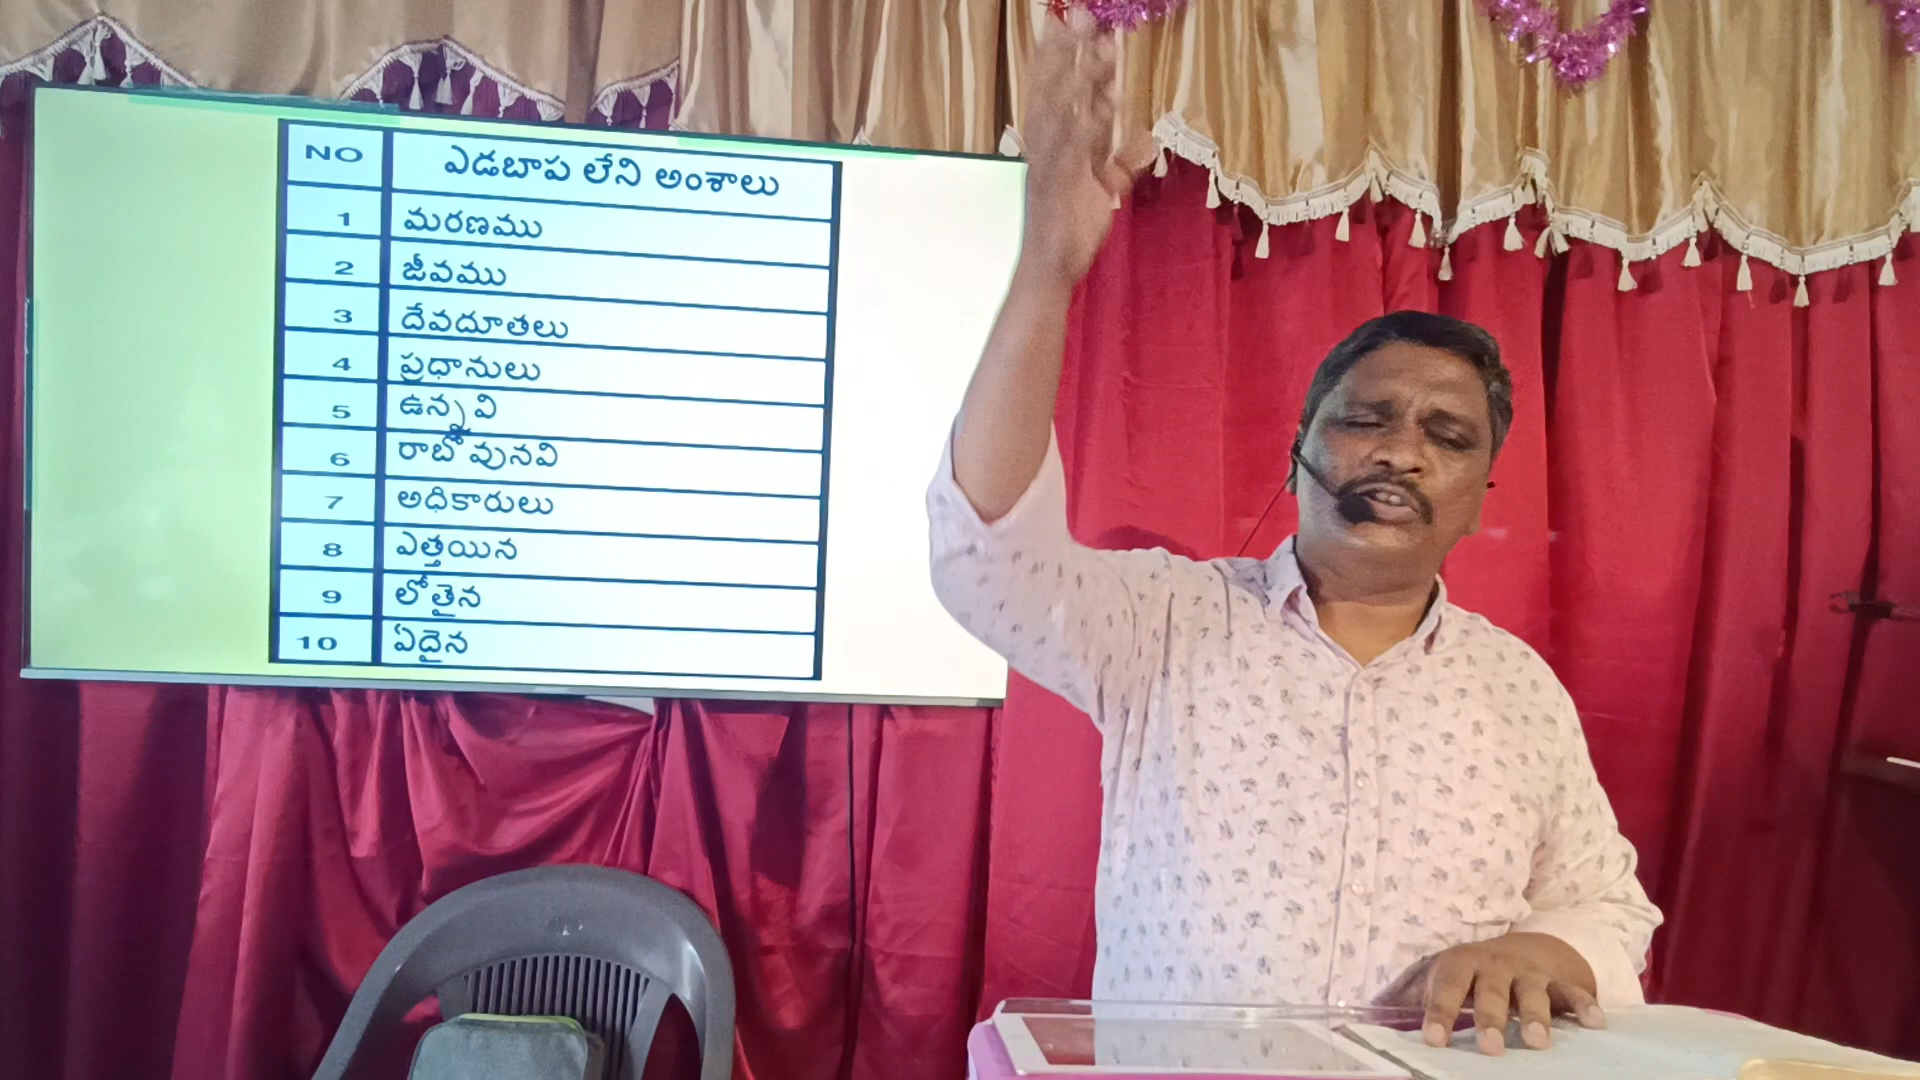 NO ఎడబాప లేని అంశాలు
1 మరణము
2 జీవము
3 దేవదూతలు
4 ప్రధానులు
5 ఉన్నవి
6 రాబోవునవి
7 అధికారులు
8 ఎత్తయిన
9 లోతైన
10 ఏదైన